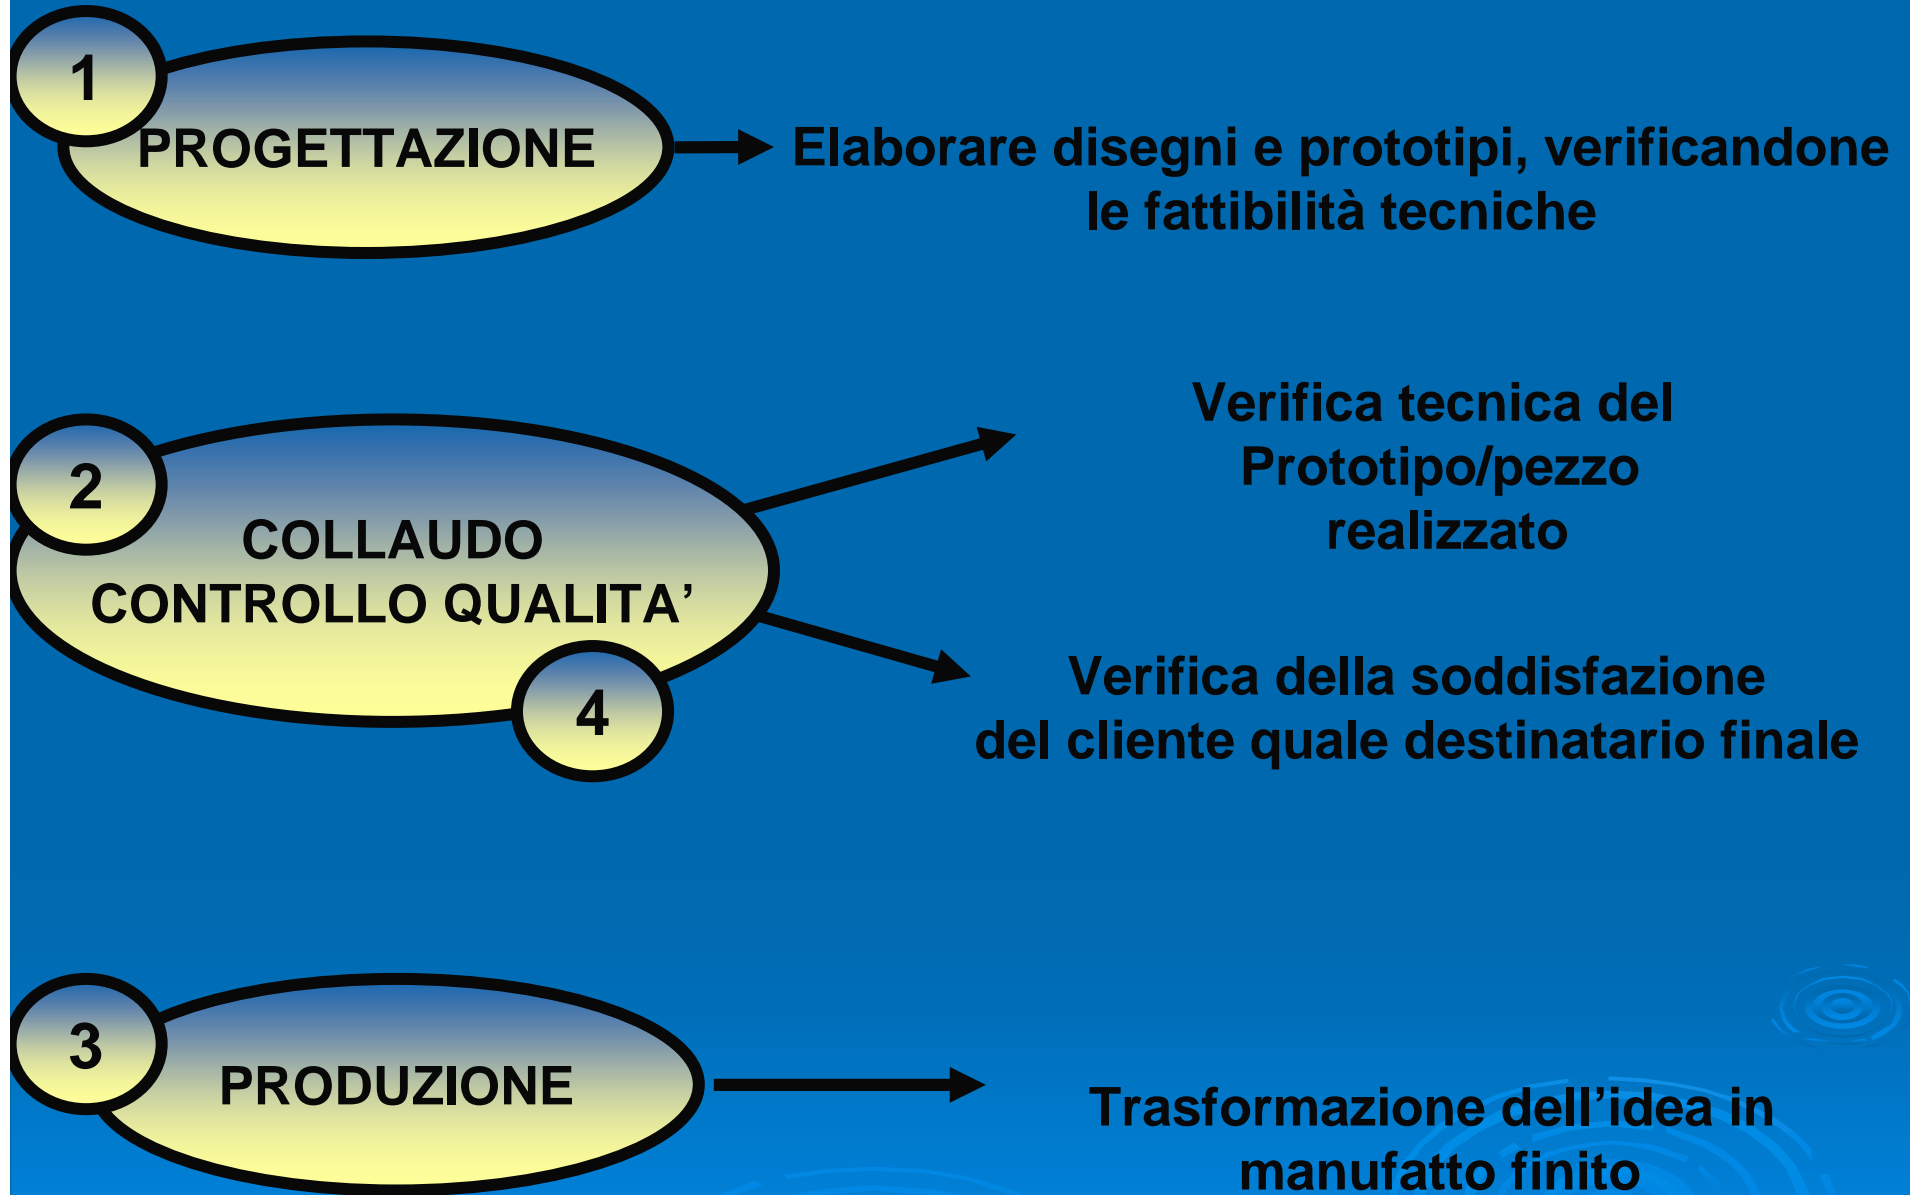 1
PROGETTAZIONE
Elaborare disegni e prototipi, verificandone
le fattibilità tecniche
2
COLLAUDO
CONTROLLO QUALITA’
4
Verifica tecnica del
Prototipo/pezzo
realizzato
Verifica della soddisfazione
del cliente quale destinatario finale
3
PRODUZIONE
Trasformazione dell’idea in
manufatto finito